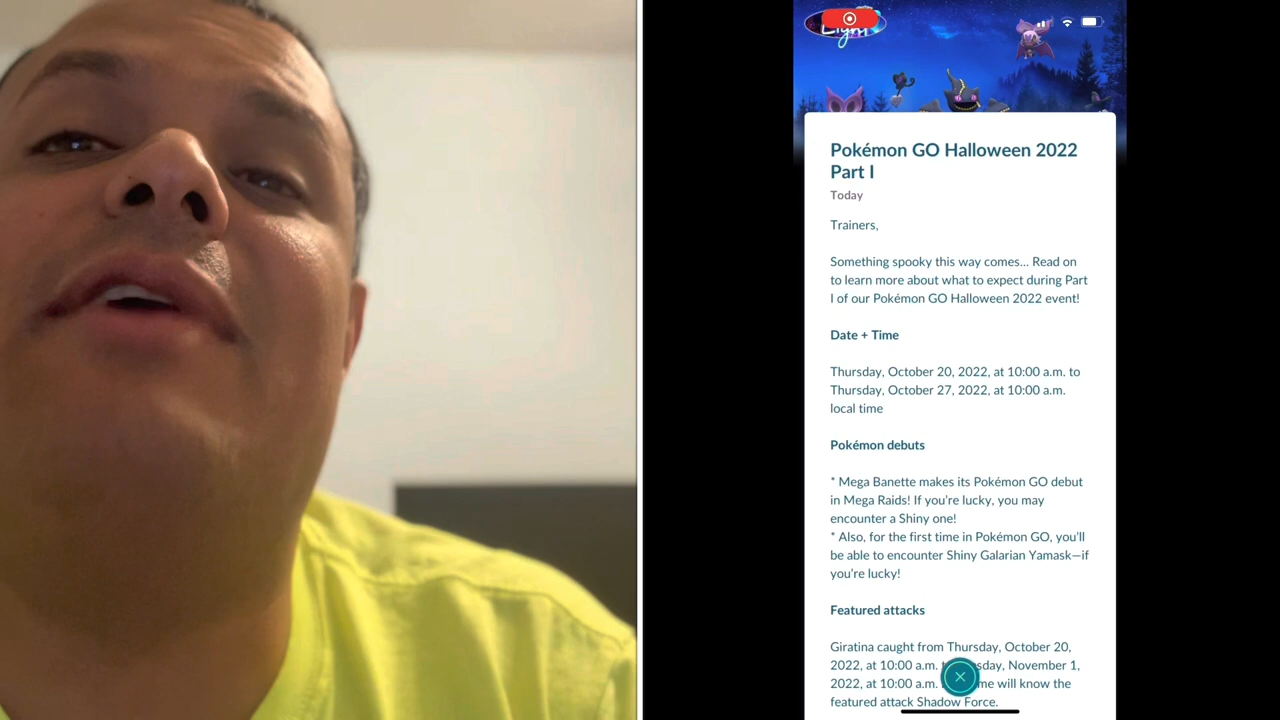 Pokémon GO Halloween 2022
Part I
Today
Trainers,
Something spooky this way comes... Read on
to learn more about what to expect during Part
I of our Pokémon GO Halloween 2022 event!
Date + Time
Thursday, October 20, 2022, at 10:00 a.m. to
Thursday, October 27, 2022, at 10:00 a.m.
local time
Pokémon debuts
* Mega Banette makes its Pokémon GO debut
in Mega Raids! If you're lucky, you may
encounter a Shiny one!
* Also, for the first time in Pokémon GO, you'll
be able to encounter Shiny Galarian Yamask—if
you're lucky!
Featured attacks
Giratina caught from Thursday, October 20,
2022, at 10:00 a.m. November 1,
2022, at 10:00 a.m. will know the
featured attack Shadow Force.